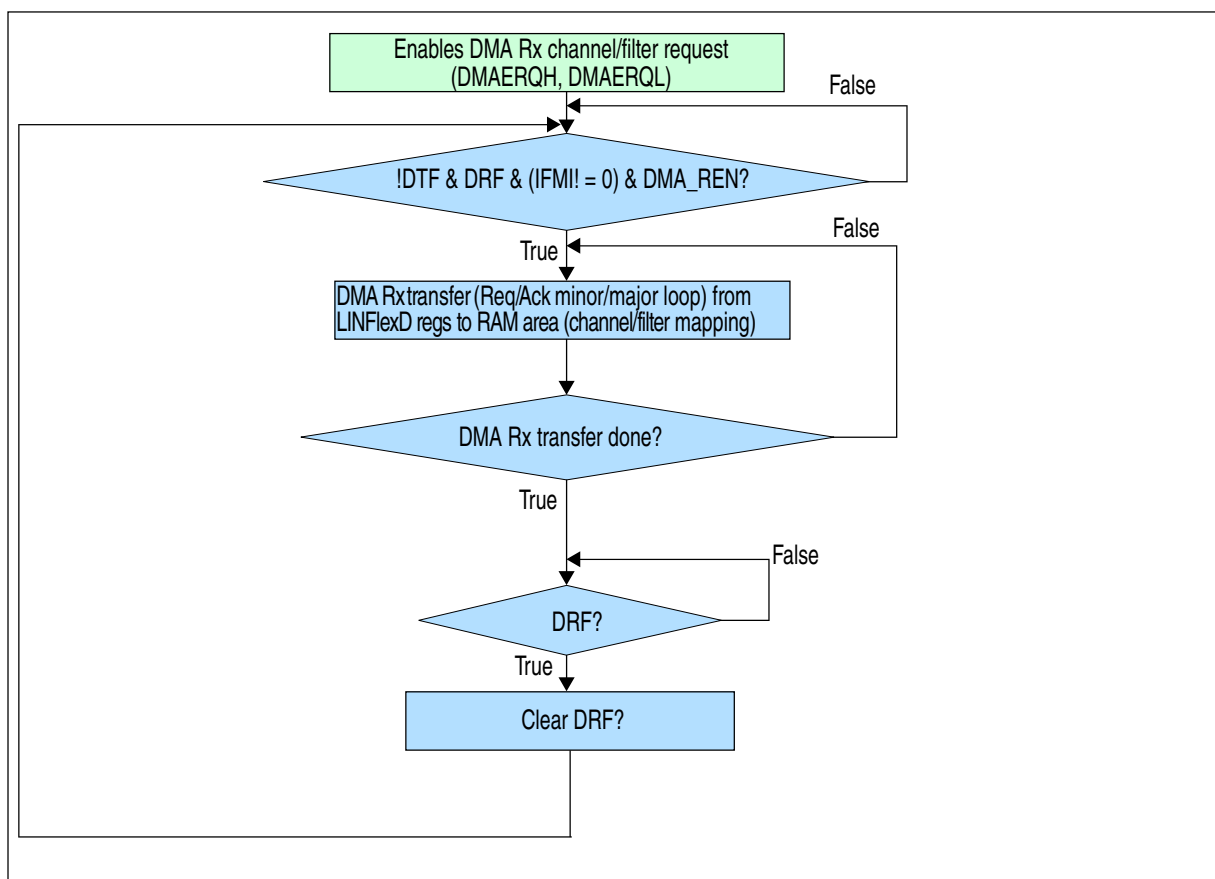 Enables DMA Rx channel/filter request
(DMAERQH, DMAERQL)
False
!DTF & DRF & (IFMI! = 0) & DMA_REN?
True
False
DMA Rx transfer (Req/Ack minor/major loop) from
LINFlexD regs to RAM area (channel/filter mapping)
DMA Rx transfer done?
True
False
DRF?
True
Clear DRF?